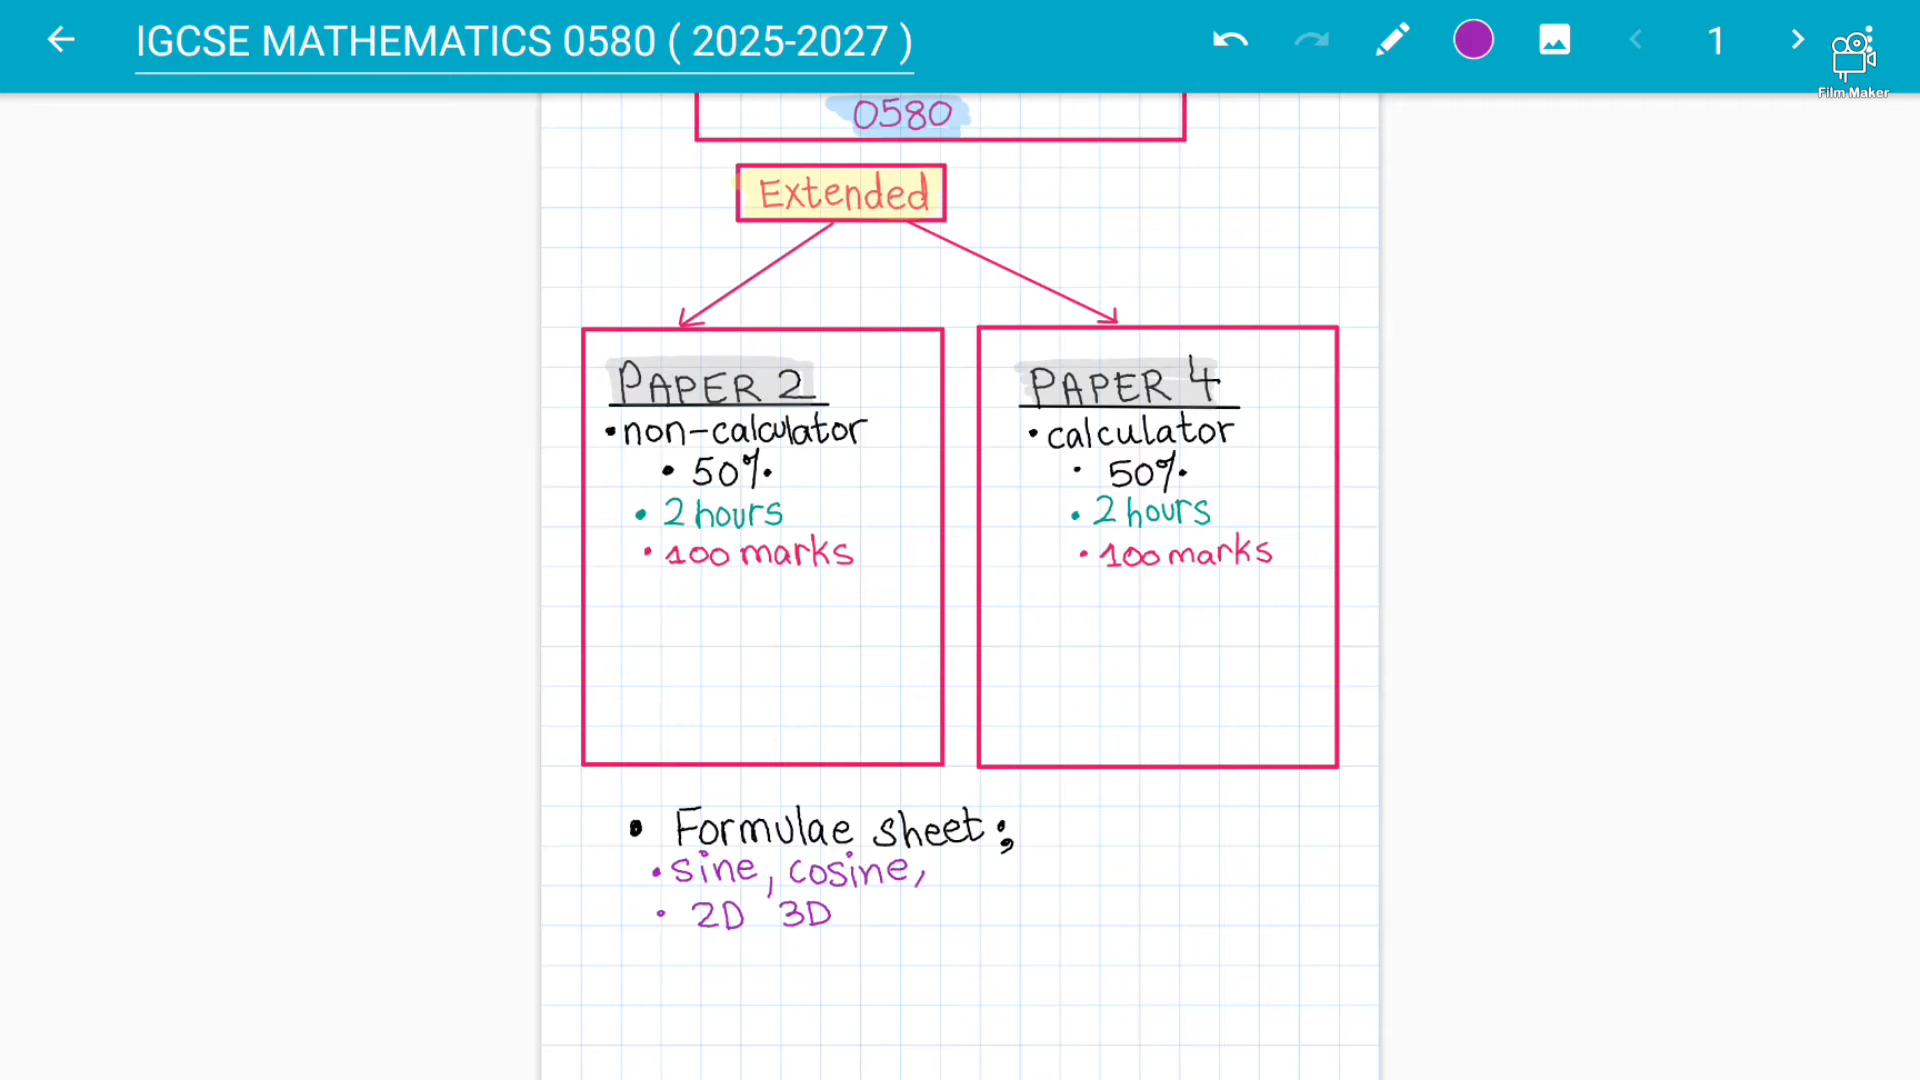 IGCSE MATHEMATICS 0580 ( 2025-2027 )
1
Film Maker
0580
Extended
PAPER 2
• non-calculator
• 50%
• 2 hours
• 100 marks
PAPER 4
• calculator
• 50%
• 2 hours
• 100 marks
• Formulae sheet ;
• sine, cosine,
• 2D 3D